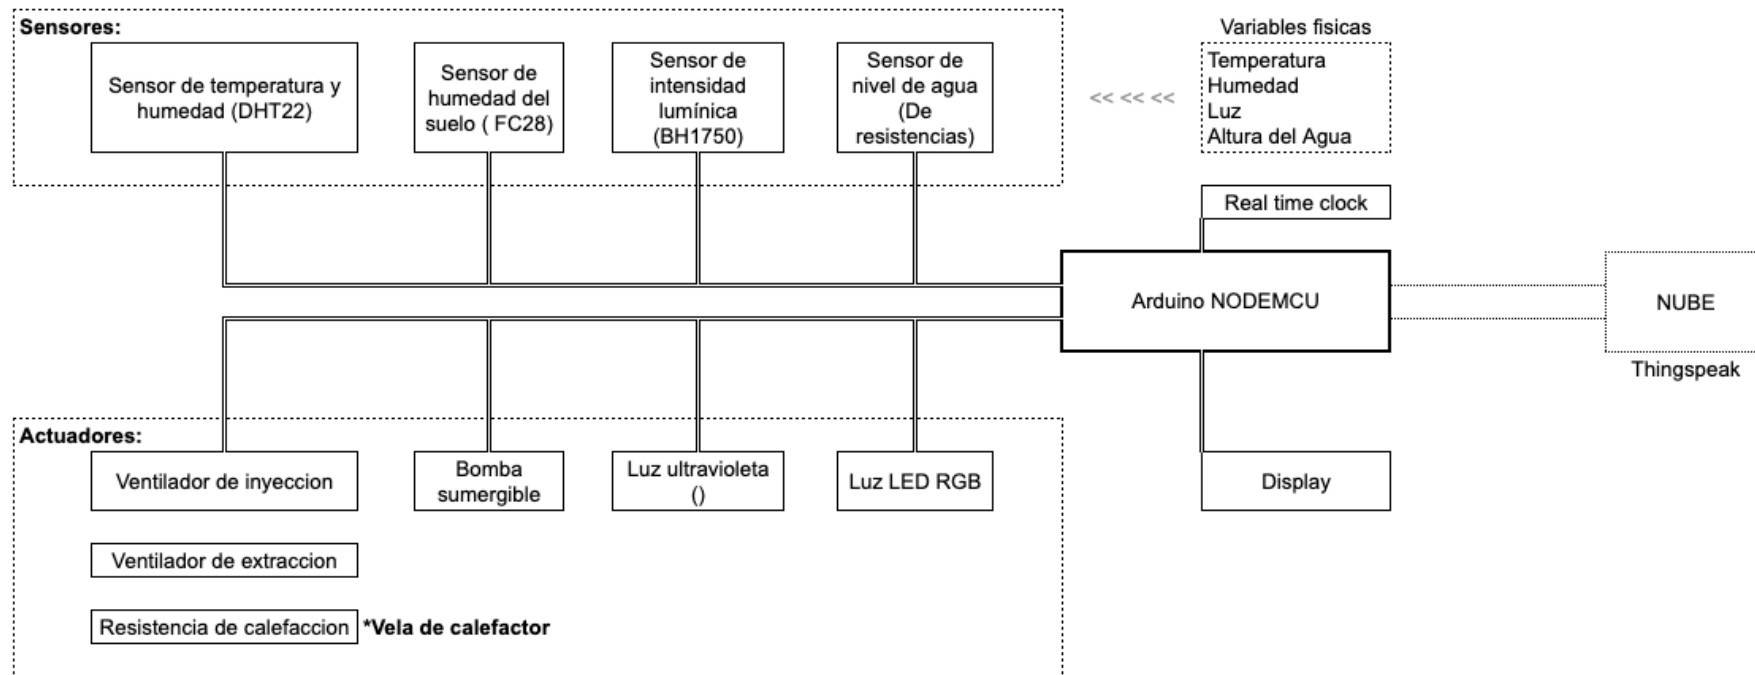 Sensores:
Variables fisicas
Sensor de temperatura y
humedad (DHT22)
Sensor de
humedad del
suelo ( FC28)
Sensor de
intensidad
lumínica
(BH1750)
Sensor de
nivel de agua
(De
resistencias)
<< << <<
Temperatura
Humedad
Luz
Altura del Agua
Real time clock
Arduino NODEMCU
NUBE
Thingspeak
Actuadores:
Ventilador de inyeccion
Bomba
sumergible
Luz ultravioleta
()
Luz LED RGB
Display
Ventilador de extraccion
Resistencia de calefaccion *Vela de calefactor